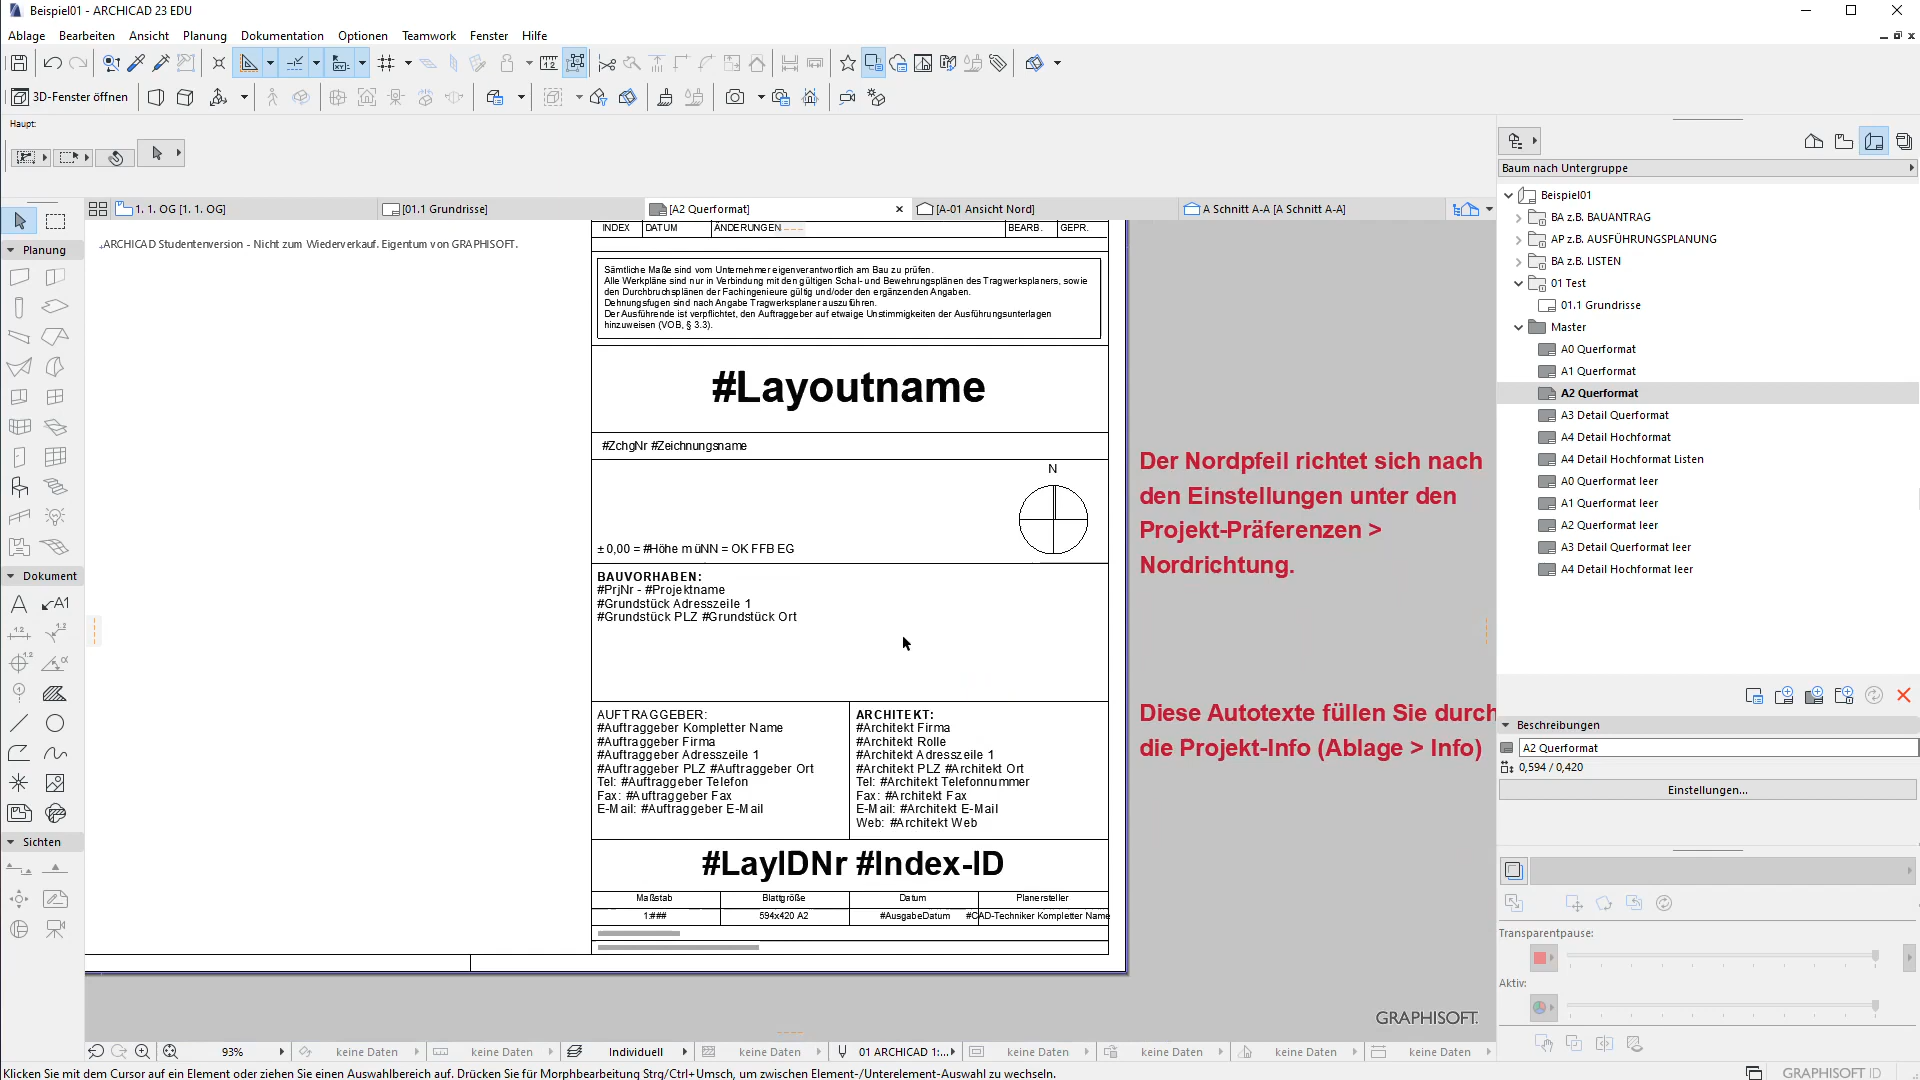 Beispiel01 - ARCHICAD 23 EDU
Ablage Bearbeiten Ansicht Planung Dokumentation Optionen Teamwork Fenster Hilfe
3D-Fenster öffnen
Haupt:
1. 1. OG [1. 1. OG]
[01.1 Grundrisse]
[A2 Querformat]
[A-01 Ansicht Nord]
A Schnitt A-A [A Schnitt A-A]
Planung
Dokument
A1
1.2
1.2
1.2
Sichten
ARCHICAD Studentenversion - Nicht zum Wiederverkauf. Eigentum von GRAPHISOFT.
INDEX DATUM ÄNDERUNGEN BEARB. GEPR.
Sämtliche Maße sind vom Unternehmer eigenverantwortlich am Bau zu prüfen.
Alle Werkpläne sind nur in Verbindung mit den gültigen Schal- und Bewehrungsplänen des Tragwerksplaners, sowie
den Durchbruchsplänen der Fachingenieure gültig und/oder den ergänzenden Angaben.
Dehnungsfugen sind nach Angabe Tragwerksplaner auszuführen.
Der Ausführende ist verpflichtet, den Auftraggeber auf etwaige Unstimmigkeiten der Ausführungsunterlagen
hinzuweisen (VOB, § 3.3).
#Layoutname
#ZchgNr #Zeichnungsname
N
± 0,00 = #Höhe m üNN = OK FFB EG
BAUVORHABEN:
#PrjNr - #Projektname
#Grundstück Adresszeile 1
#Grundstück PLZ #Grundstück Ort
AUFTRAGGEBER:
#Auftraggeber Kompletter Name
#Auftraggeber Firma
#Auftraggeber Adresszeile 1
#Auftraggeber PLZ #Auftraggeber Ort
Tel: #Auftraggeber Telefon
Fax: #Auftraggeber Fax
E-Mail: #Auftraggeber E-Mail
ARCHITEKT:
#Architekt Firma
#Architekt Rolle
#Architekt Adresszeile 1
#Architekt PLZ #Architekt Ort
Tel: #Architekt Telefonnummer
Fax: #Architekt Fax
E-Mail: #Architekt E-Mail
Web: #Architekt Web
#LayIDNr #Index-ID
Maßstab Blattgröße Datum Planersteller
1:### 594x420 A2 #AusgabeDatum #CAD-Techniker Kompletter Name
Der Nordpfeil richtet sich nach
den Einstellungen unter den
Projekt-Präferenzen >
Nordrichtung.
Diese Autotexte füllen Sie durch
die Projekt-Info (Ablage > Info)
GRAPHISOFT.
Baum nach Untergruppe
Beispiel01
BA z.B. BAUANTRAG
AP z.B. AUSFÜHRUNGSPLANUNG
BA z.B. LISTEN
01 Test
01.1 Grundrisse
Master
A0 Querformat
A1 Querformat
A2 Querformat
A3 Detail Querformat
A4 Detail Hochformat
A4 Detail Hochformat Listen
A0 Querformat leer
A1 Querformat leer
A2 Querformat leer
A3 Detail Querformat leer
A4 Detail Hochformat leer
Beschreibungen
A2 Querformat
0,594 / 0,420
Einstellungen...
Transparentpause:
Aktiv:
93% keine Daten keine Daten Individuell keine Daten 01 ARCHICAD 1:... keine Daten keine Daten keine Daten keine Daten
Klicken Sie mit dem Cursor auf ein Element oder ziehen Sie einen Auswahlbereich auf. Drücken Sie für Morphbearbeitung Strg/Ctrl+Umsch, um zwischen Element-/Unterelement-Auswahl zu wechseln.
GRAPHISOFT ID